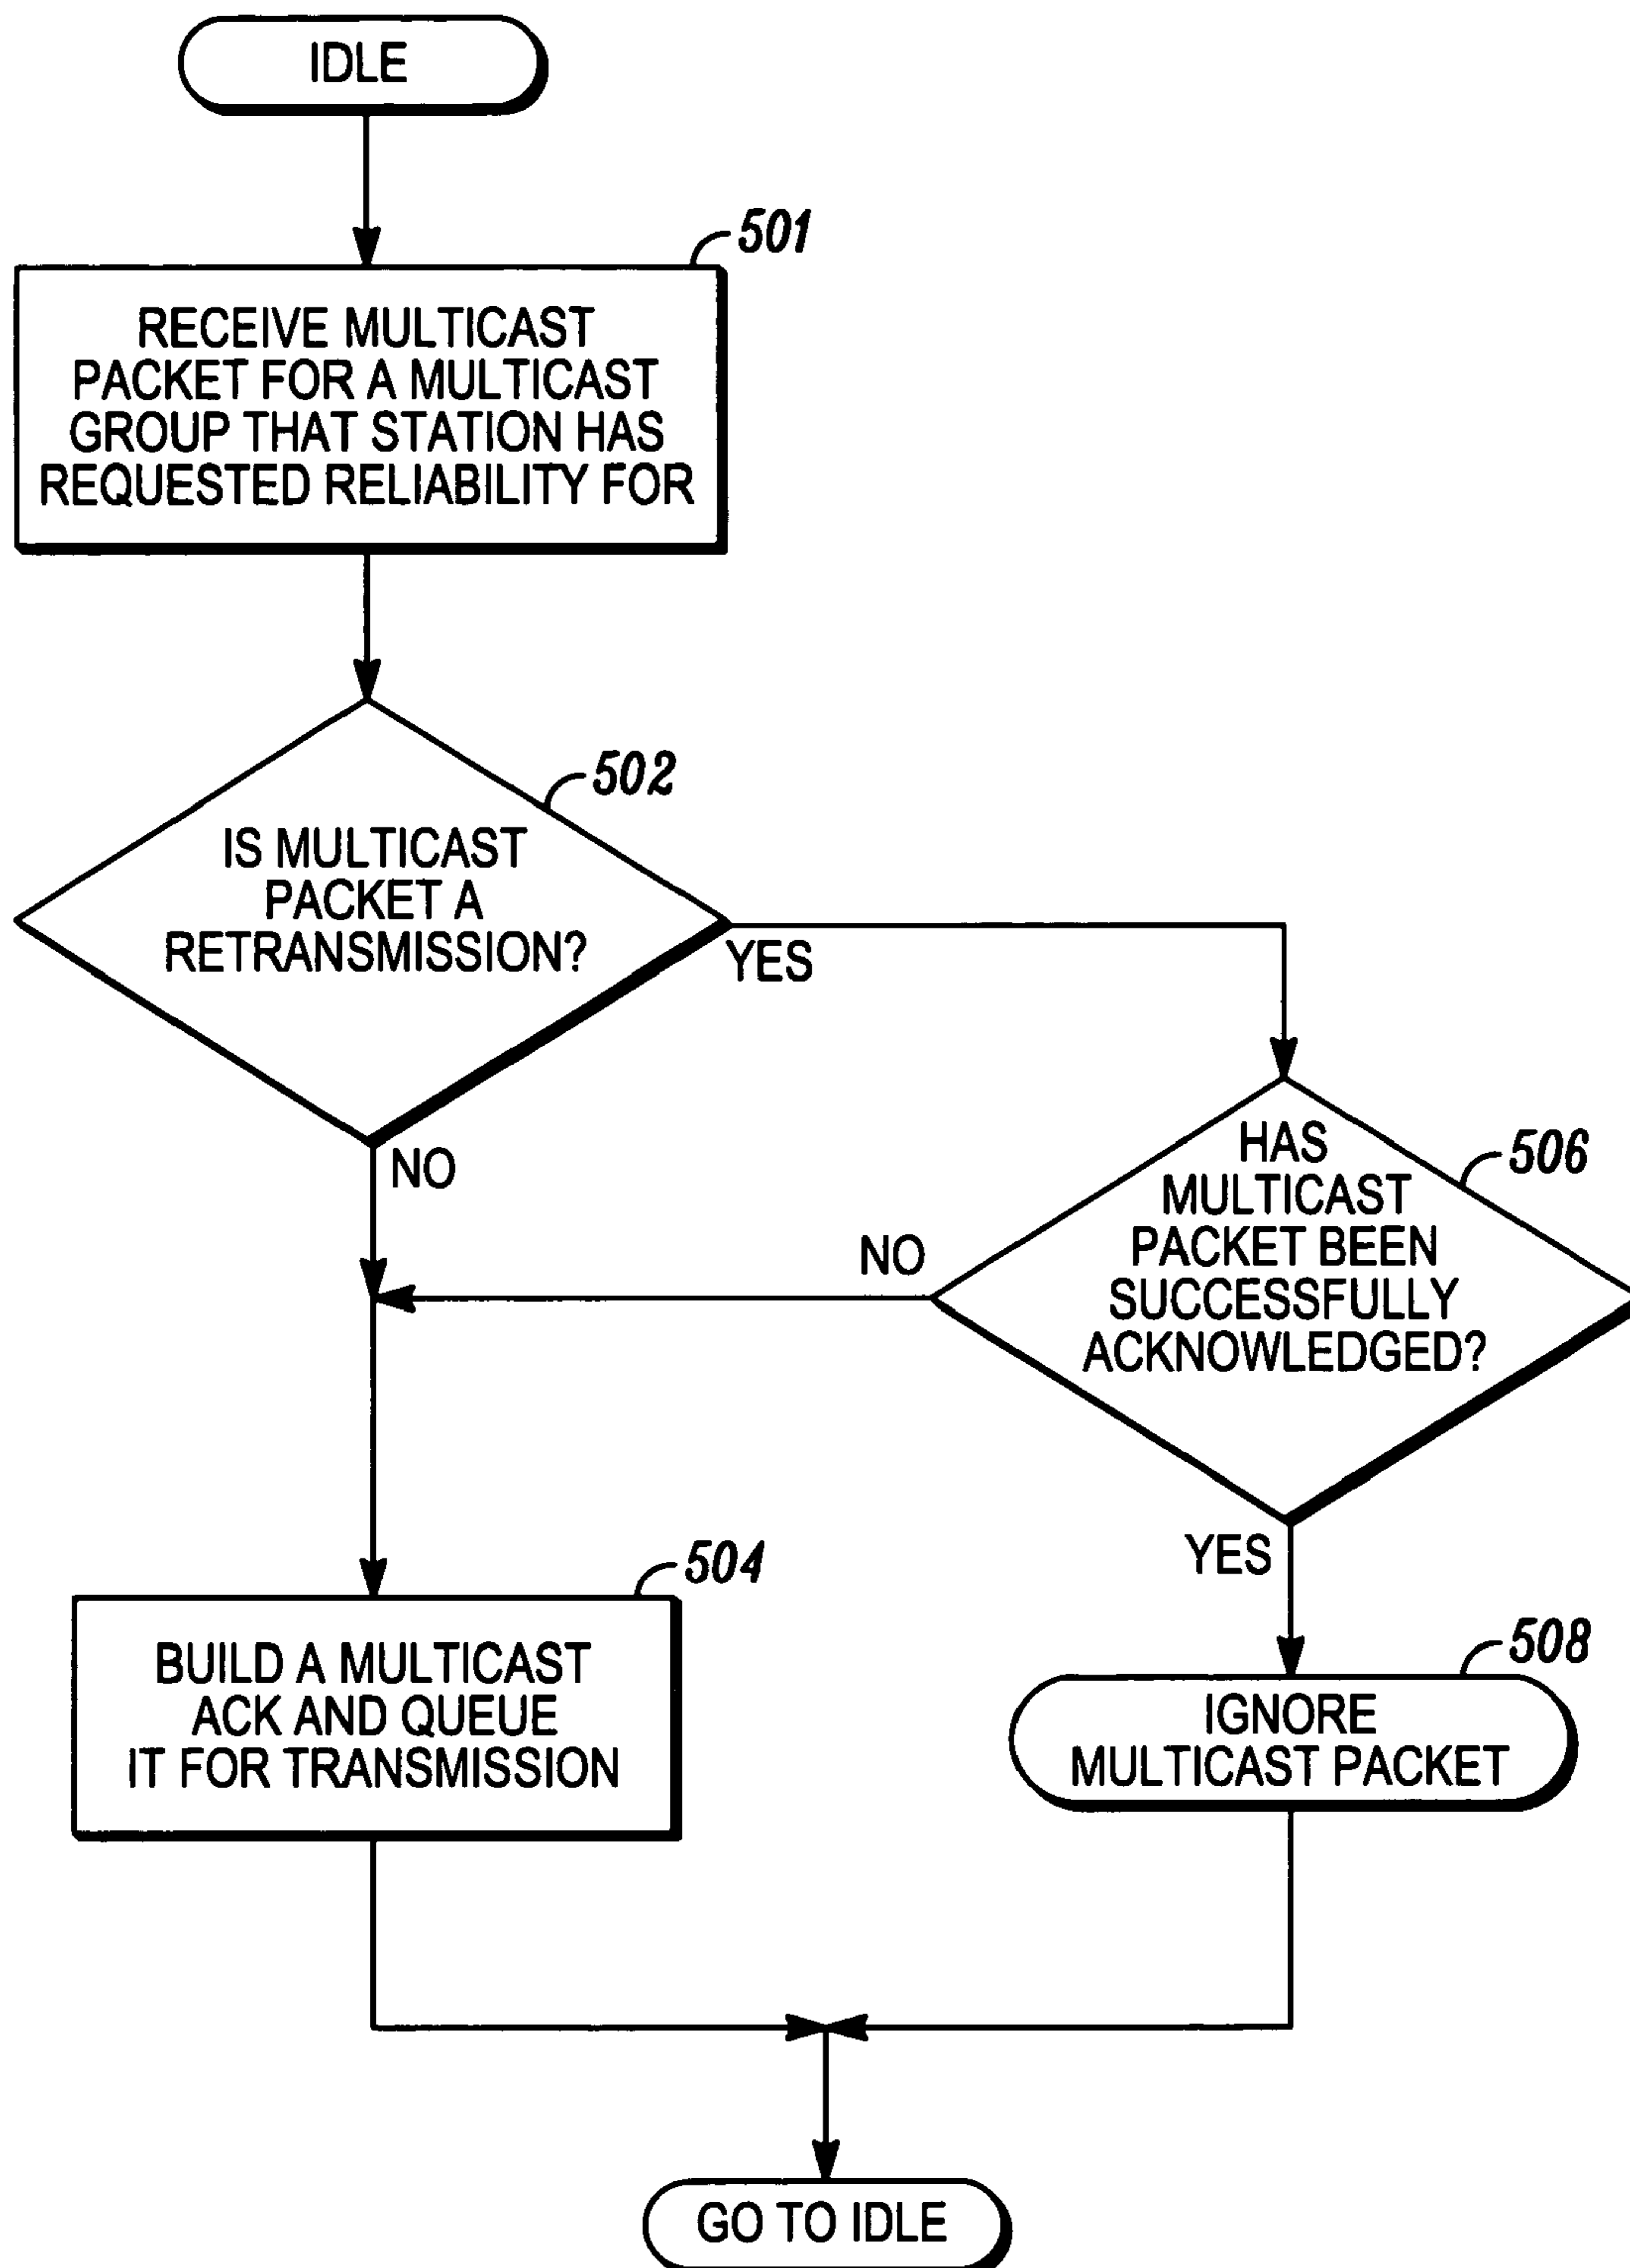 IDLE
501
RECEIVE MULTICAST
PACKET FOR A MULTICAST
GROUP THAT STATION HAS
REQUESTED RELIABILITY FOR
502
IS MULTICAST
PACKET A
RETRANSMISSION?
YES
NO
506
HAS
MULTICAST
PACKET BEEN
SUCCESSFULLY
ACKNOWLEDGED?
NO
YES
504
BUILD A MULTICAST
ACK AND QUEUE
IT FOR TRANSMISSION
508
IGNORE
MULTICAST PACKET
GO TO IDLE